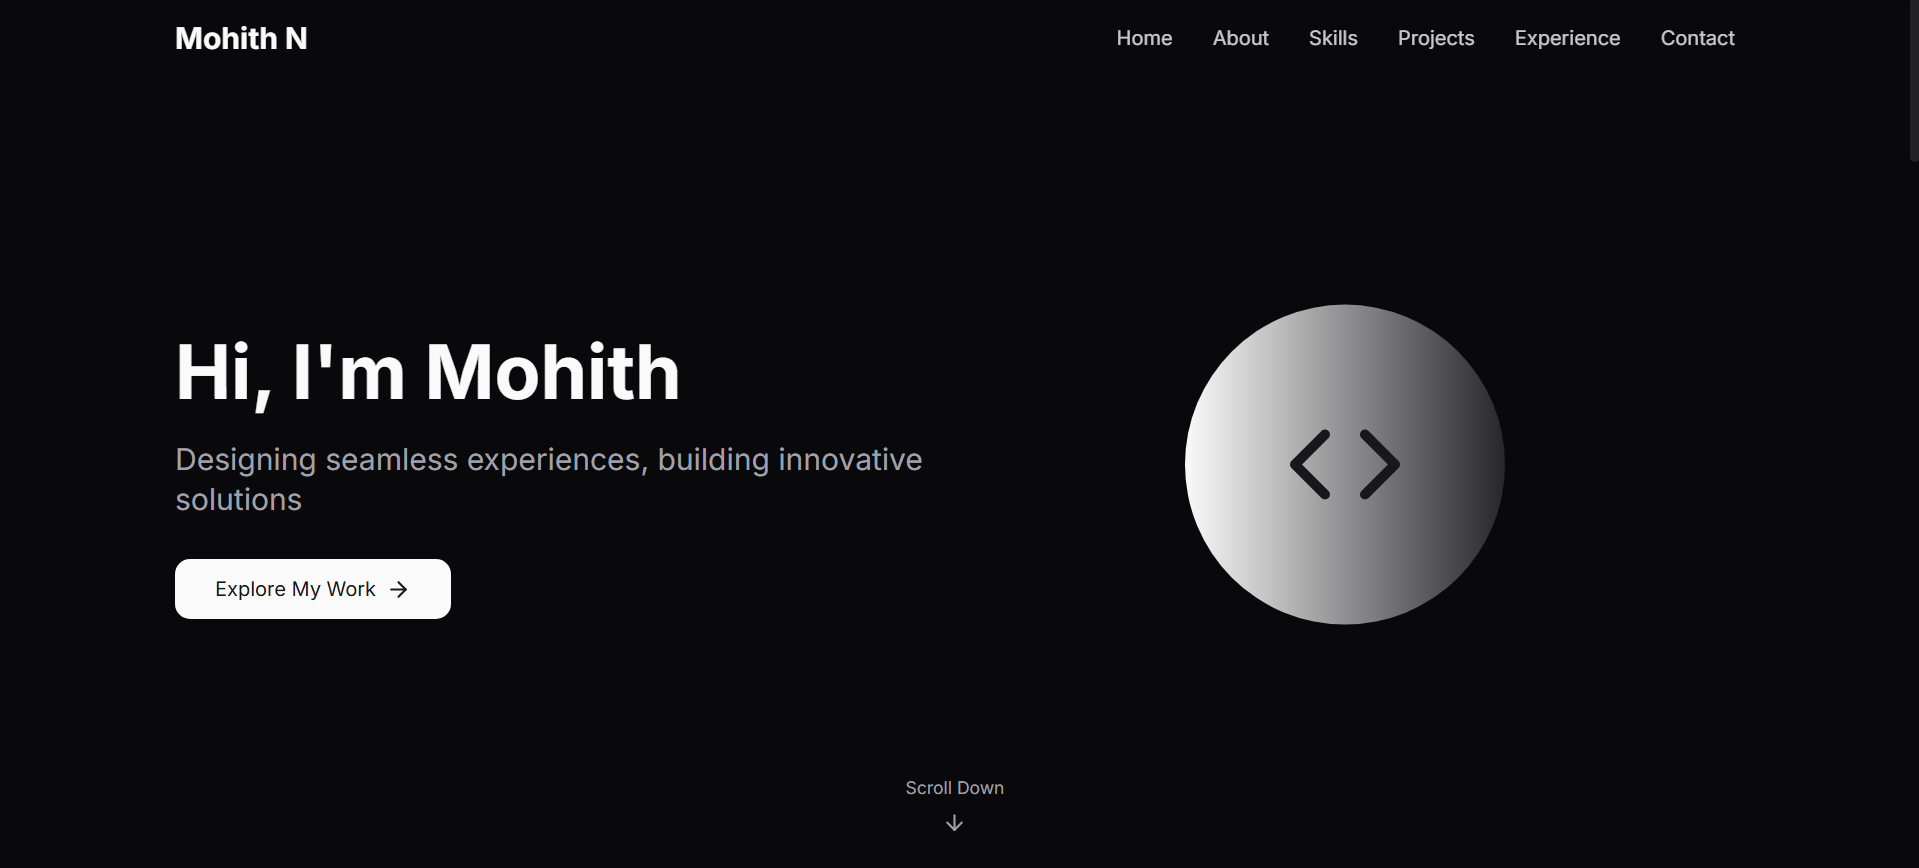 Mohith N
Home About Skills Projects Experience Contact
Hi, I'm Mohith
Designing seamless experiences, building innovative
solutions
Explore My Work
Scroll Down